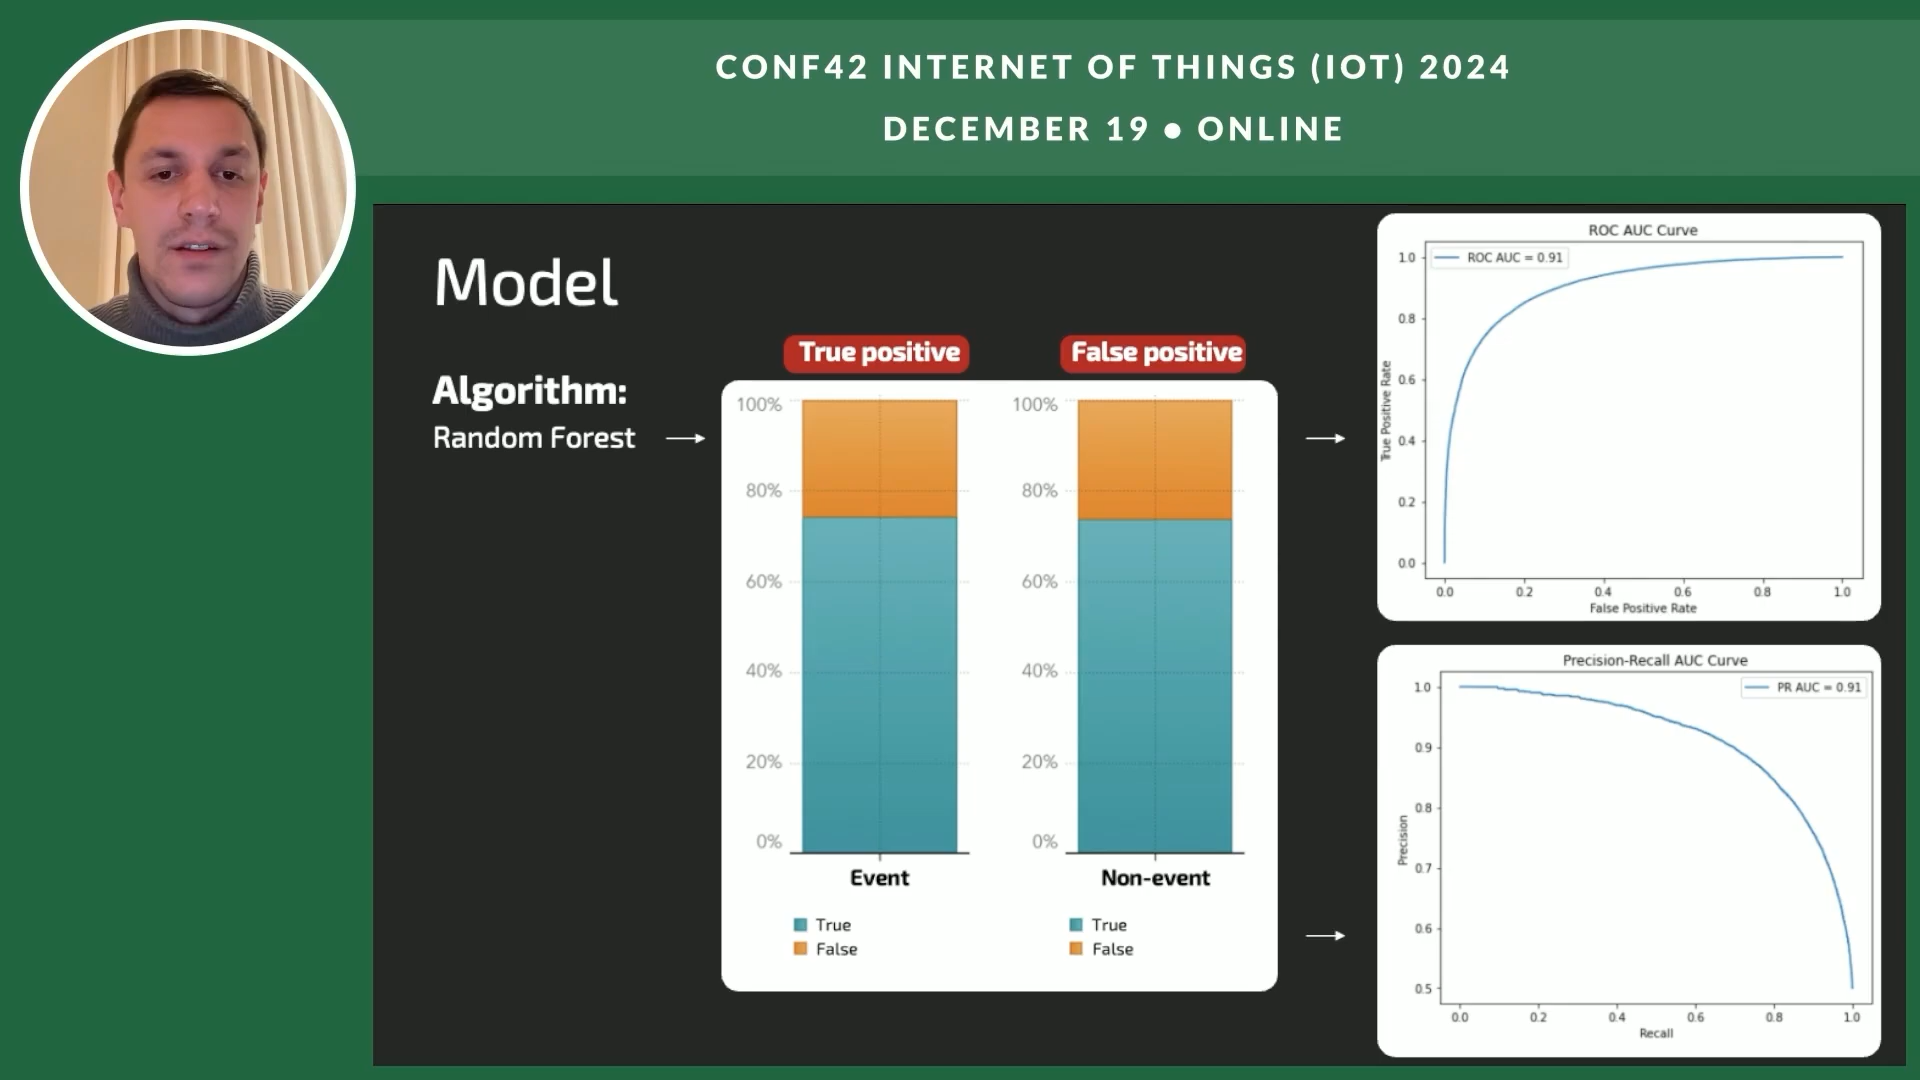 CONF42 INTERNET OF THINGS (IOT) 2024
DECEMBER 19 ● ONLINE
Model
Algorithm:
Random Forest
True positive
False positive
100%
80%
60%
40%
20%
0%
Event
True
False
100%
80%
60%
40%
20%
0%
Non-event
True
False
ROC AUC Curve
ROC AUC = 0.91
True Positive Rate
1.0
0.8
0.6
0.4
0.2
0.0
0.0 0.2 0.4 0.6 0.8 1.0
False Positive Rate
Precision-Recall AUC Curve
PR AUC = 0.91
Precision
1.0
0.9
0.8
0.7
0.6
0.5
0.0 0.2 0.4 0.6 0.8 1.0
Recall